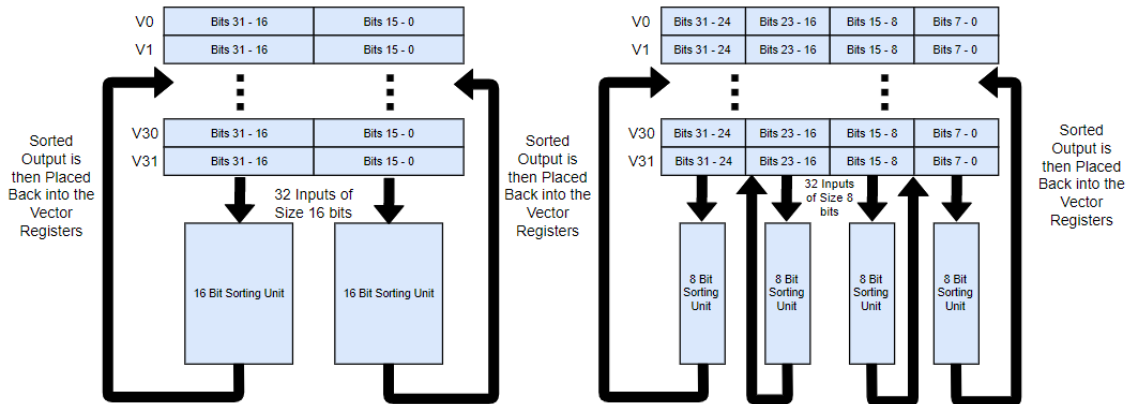 V0 Bits 31 - 16 Bits 15 - 0
V1 Bits 31 - 16 Bits 15 - 0
V30 Bits 31 - 16 Bits 15 - 0
V31 Bits 31 - 16 Bits 15 - 0
Sorted
Output is
then Placed
Back into the
Vector
Registers
32 Inputs of
Size 16 bits
16 Bit Sorting Unit
16 Bit Sorting Unit
Sorted
Output is
then Placed
Back into the
Vector
Registers
V0 Bits 31 - 24 Bits 23 - 16 Bits 15 - 8 Bits 7 - 0
V1 Bits 31 - 24 Bits 23 - 16 Bits 15 - 8 Bits 7 - 0
V30 Bits 31 - 24 Bits 23 - 16 Bits 15 - 8 Bits 7 - 0
V31 Bits 31 - 24 Bits 23 - 16 Bits 15 - 8 Bits 7 - 0
32 Inputs
of Size 8
bits
8 Bit
Sorting
Unit
8 Bit
Sorting
Unit
8 Bit
Sorting
Unit
8 Bit
Sorting
Unit
Sorted
Output is
then Placed
Back into the
Vector
Registers